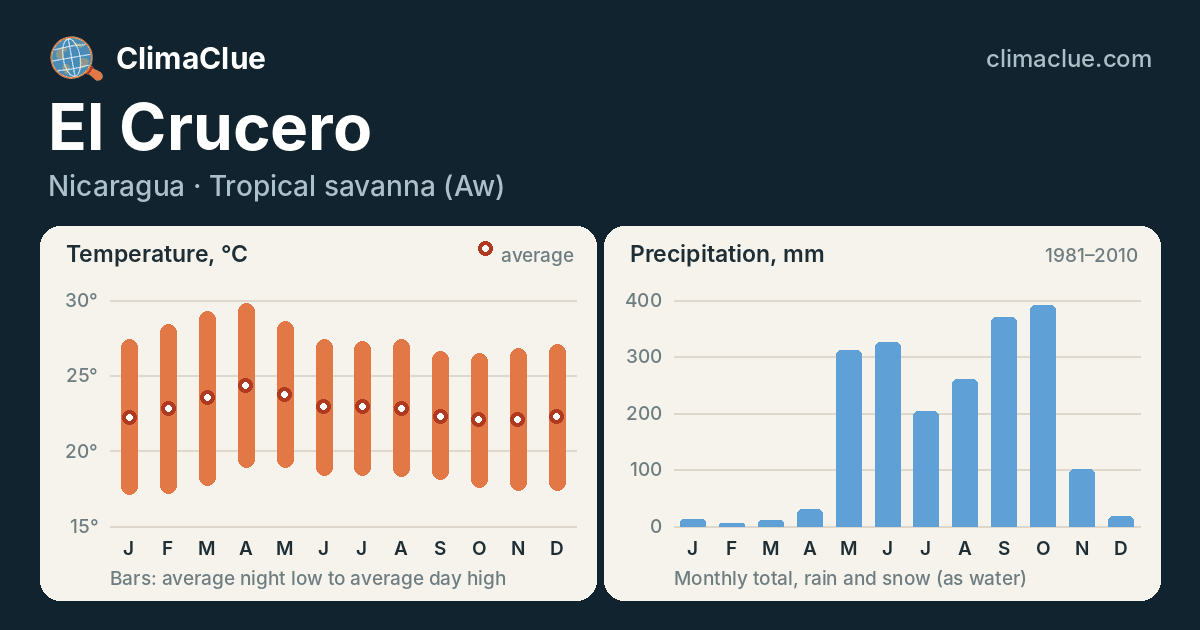 ClimaClue
climaclue.com
El Crucero
Nicaragua · Tropical savanna (Aw)
Temperature, °C
average
30°
25°
20°
15°
J F M A M J J A S O N D
Bars: average night low to average day high
Precipitation, mm
1981–2010
400
300
200
100
0
J F M A M J J A S O N D
Monthly total, rain and snow (as water)